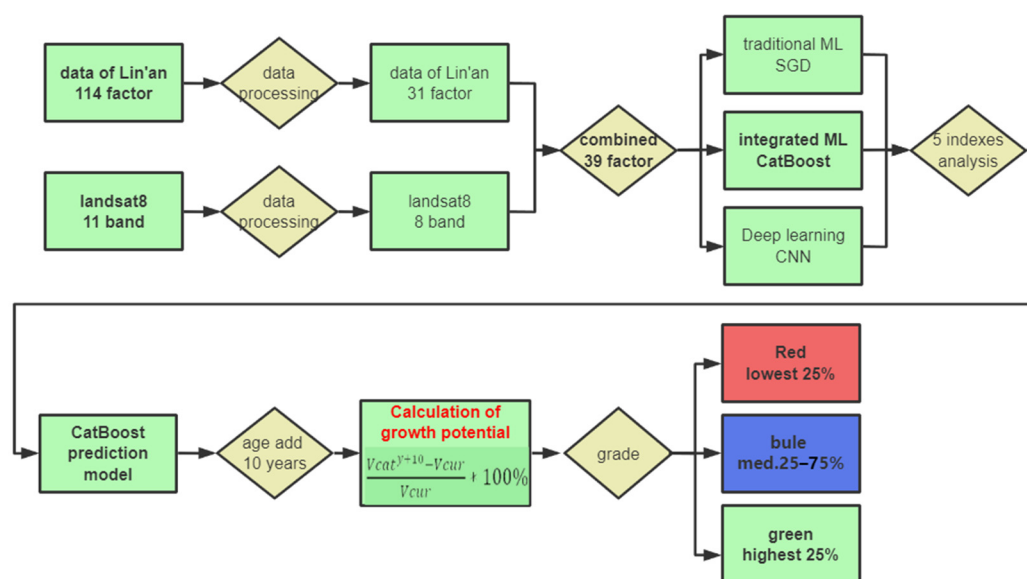 data of Lin'an
114 factor
data
processing
data of Lin'an
31 factor
landsat8
11 band
data
processing
landsat8
8 band
combined
39 factor
traditional ML
SGD
integrated ML
CatBoost
Deep learning
CNN
5 indexes
analysis
CatBoost
prediction
model
age add
10 years
Calculation of
growth potential
Vcat^{y+10}−Vcur
Vcur
* 100%
grade
Red
lowest 25%
bule
med.25–75%
green
highest 25%